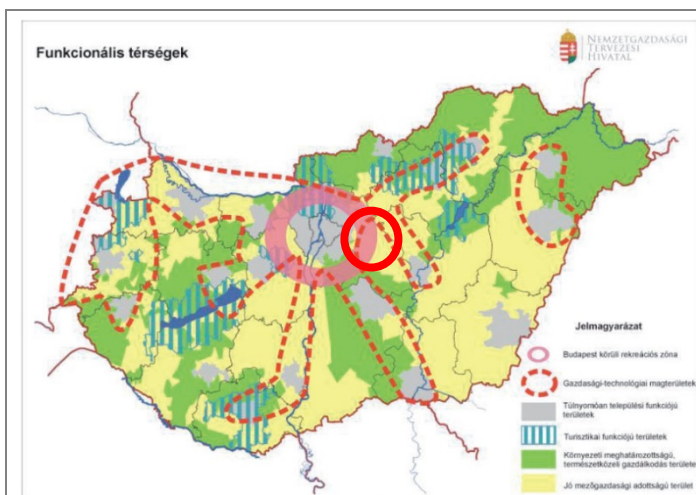 Funkcionális térségek
NEMZETGAZDASÁGI
TERVEZÉSI
HIVATAL
Jelmagyarázat
Budapest körüli rekreációs zóna
Gazdasági-technológiai magterületek
Túlnyomóan települési funkciójú
területek
Turisztikai funkciójú területek
Környezeti meghatározottságú,
természetközeli gazdálkodás területe
Jó mezőgazdasági adottságú terület